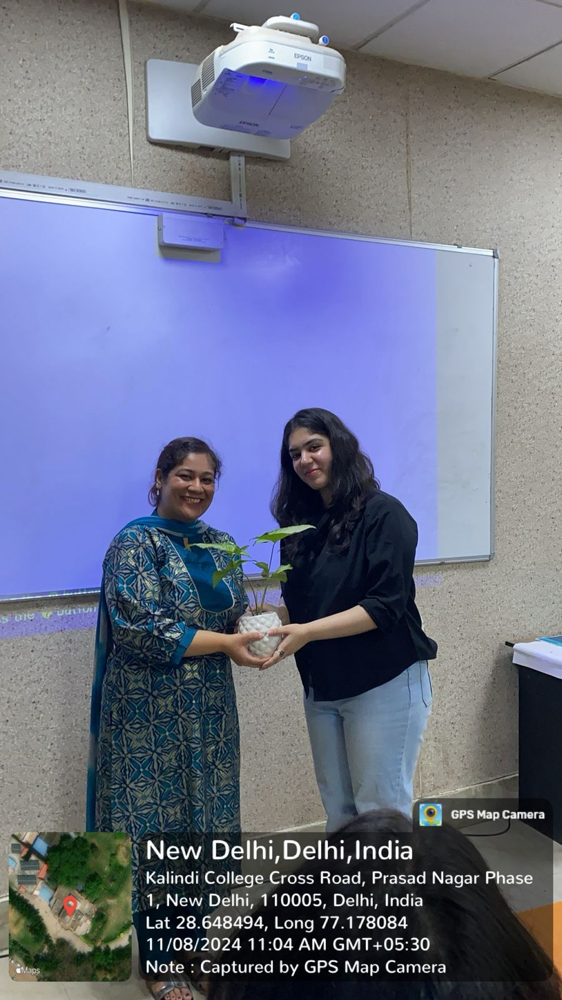 EPSON
EPSON
s the
button
GPS Map Camera
New Delhi,Delhi,India
Kalindi College Cross Road, Prasad Nagar Phase
1, New Delhi, 110005, Delhi, India
Lat 28.648494, Long 77.178084
11/08/2024 11:04 AM GMT+05:30
Note : Captured by GPS Map Camera
Maps